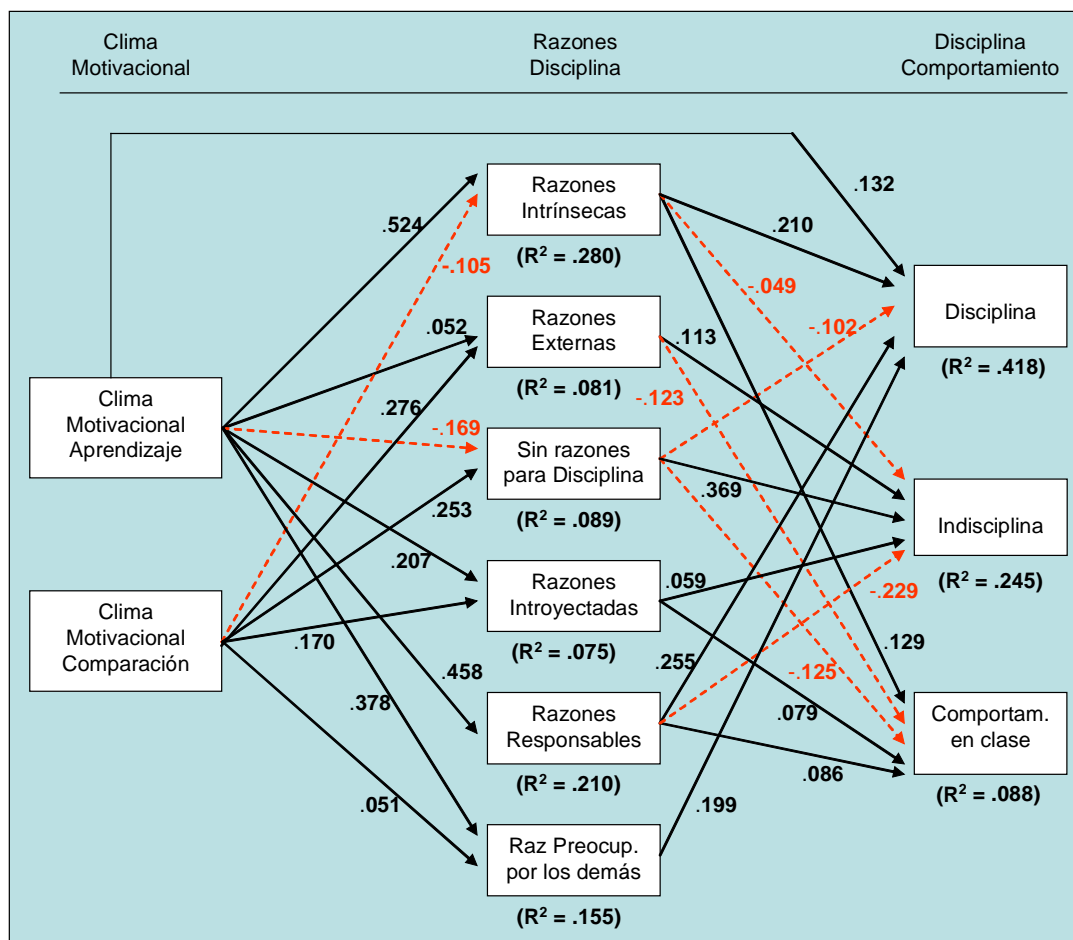 Clima
Motivacional
Razones
Disciplina
Disciplina
Comportamiento
Clima
Motivacional
Aprendizaje
Clima
Motivacional
Comparación
.524
-.105
.052
.276
-.169
.253
.207
.170
.458
.378
.051
Razones
Intrínsecas
(R² = .280)
Razones
Externas
(R² = .081)
Sin razones
para Disciplina
(R² = .089)
Razones
Introyectadas
(R² = .075)
Razones
Responsables
(R² = .210)
Raz Preocup.
por los demás
(R² = .155)
.132
.210
-.049
-.102
.113
-.123
.369
.059
-.229
.129
.255
-.125
.079
.086
.199
Disciplina
(R² = .418)
Indisciplina
(R² = .245)
Comportam.
en clase
(R² = .088)